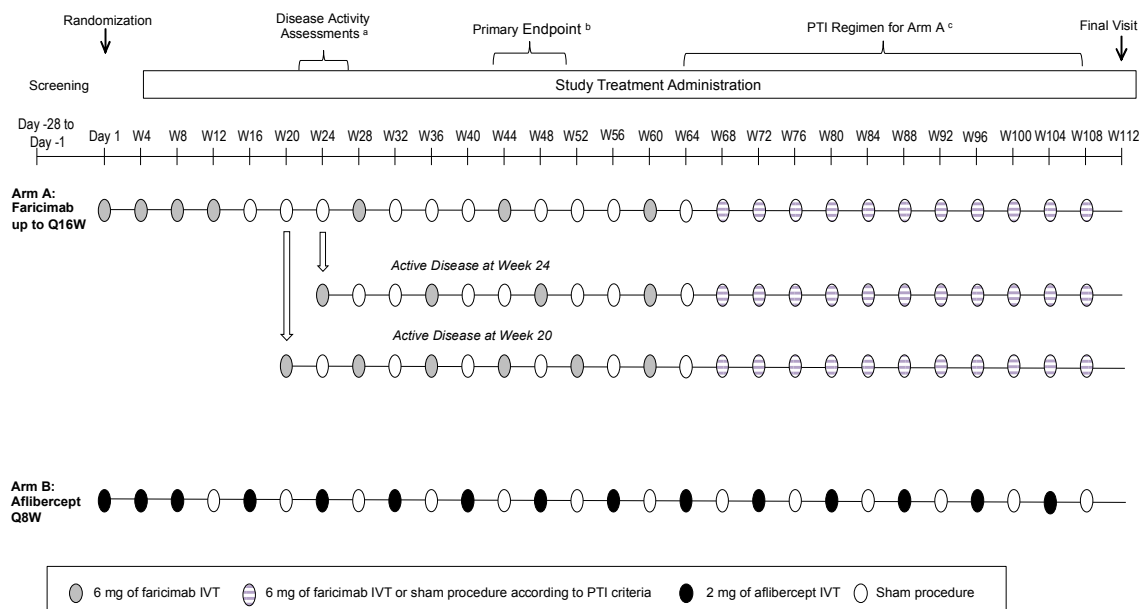 Randomization
Disease Activity
Assessments a
Primary Endpoint b
PTI Regimen for Arm A c
Final Visit
Screening
Study Treatment Administration
Day -28 to
Day -1
Day 1 W4 W8 W12 W16 W20 W24 W28 W32 W36 W40 W44 W48 W52 W56 W60 W64 W68 W72 W76 W80 W84 W88 W92 W96 W100 W104 W108 W112
Arm A:
Faricimab
up to Q16W
Active Disease at Week 24
Active Disease at Week 20
Arm B:
Aflibercept
Q8W
6 mg of faricimab IVT 6 mg of faricimab IVT or sham procedure according to PTI criteria 2 mg of aflibercept IVT Sham procedure